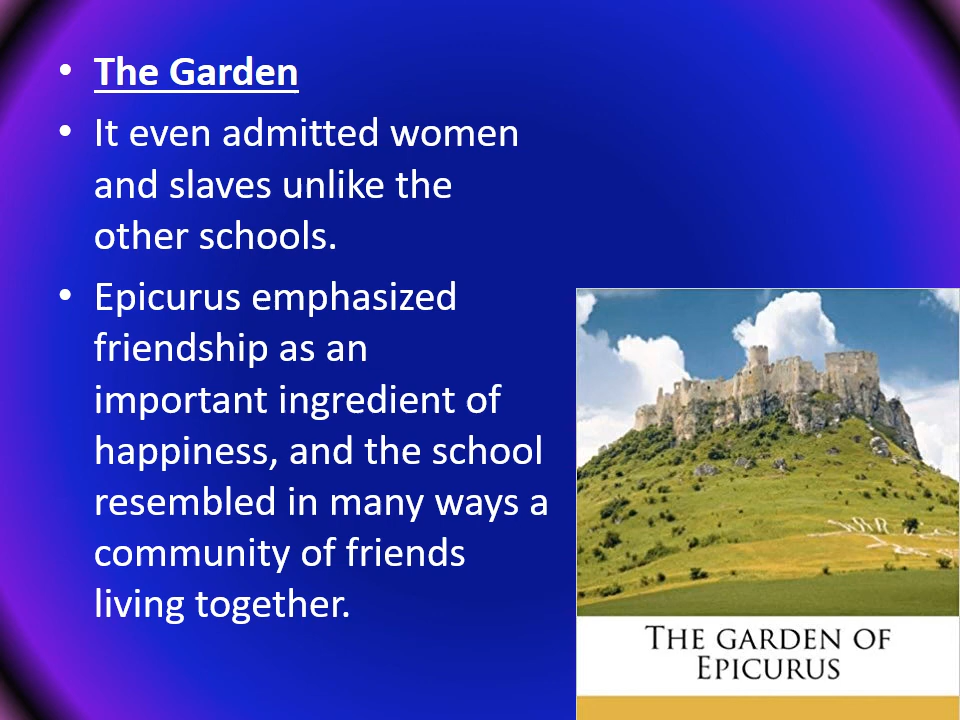 • The Garden
• It even admitted women
and slaves unlike the
other schools.
• Epicurus emphasized
friendship as an
important ingredient of
happiness, and the school
resembled in many ways a
community of friends
living together.
THE GARDEN OF
EPICURUS